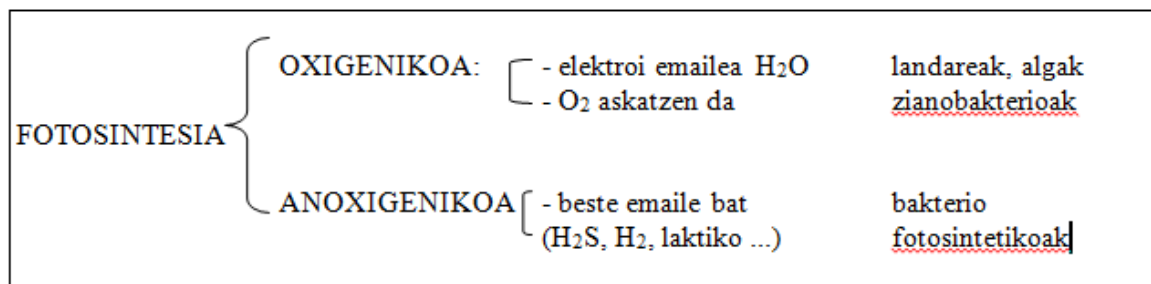 OXIGENIKOA: - elektroi emailea H₂O landareak, algak
- O₂ askatzen da zianobakterioak
FOTOSINTESIA
ANOXIGENIKOA - beste emaile bat bakterio
(H₂S, H₂, laktiko ...) fotosintetikoak